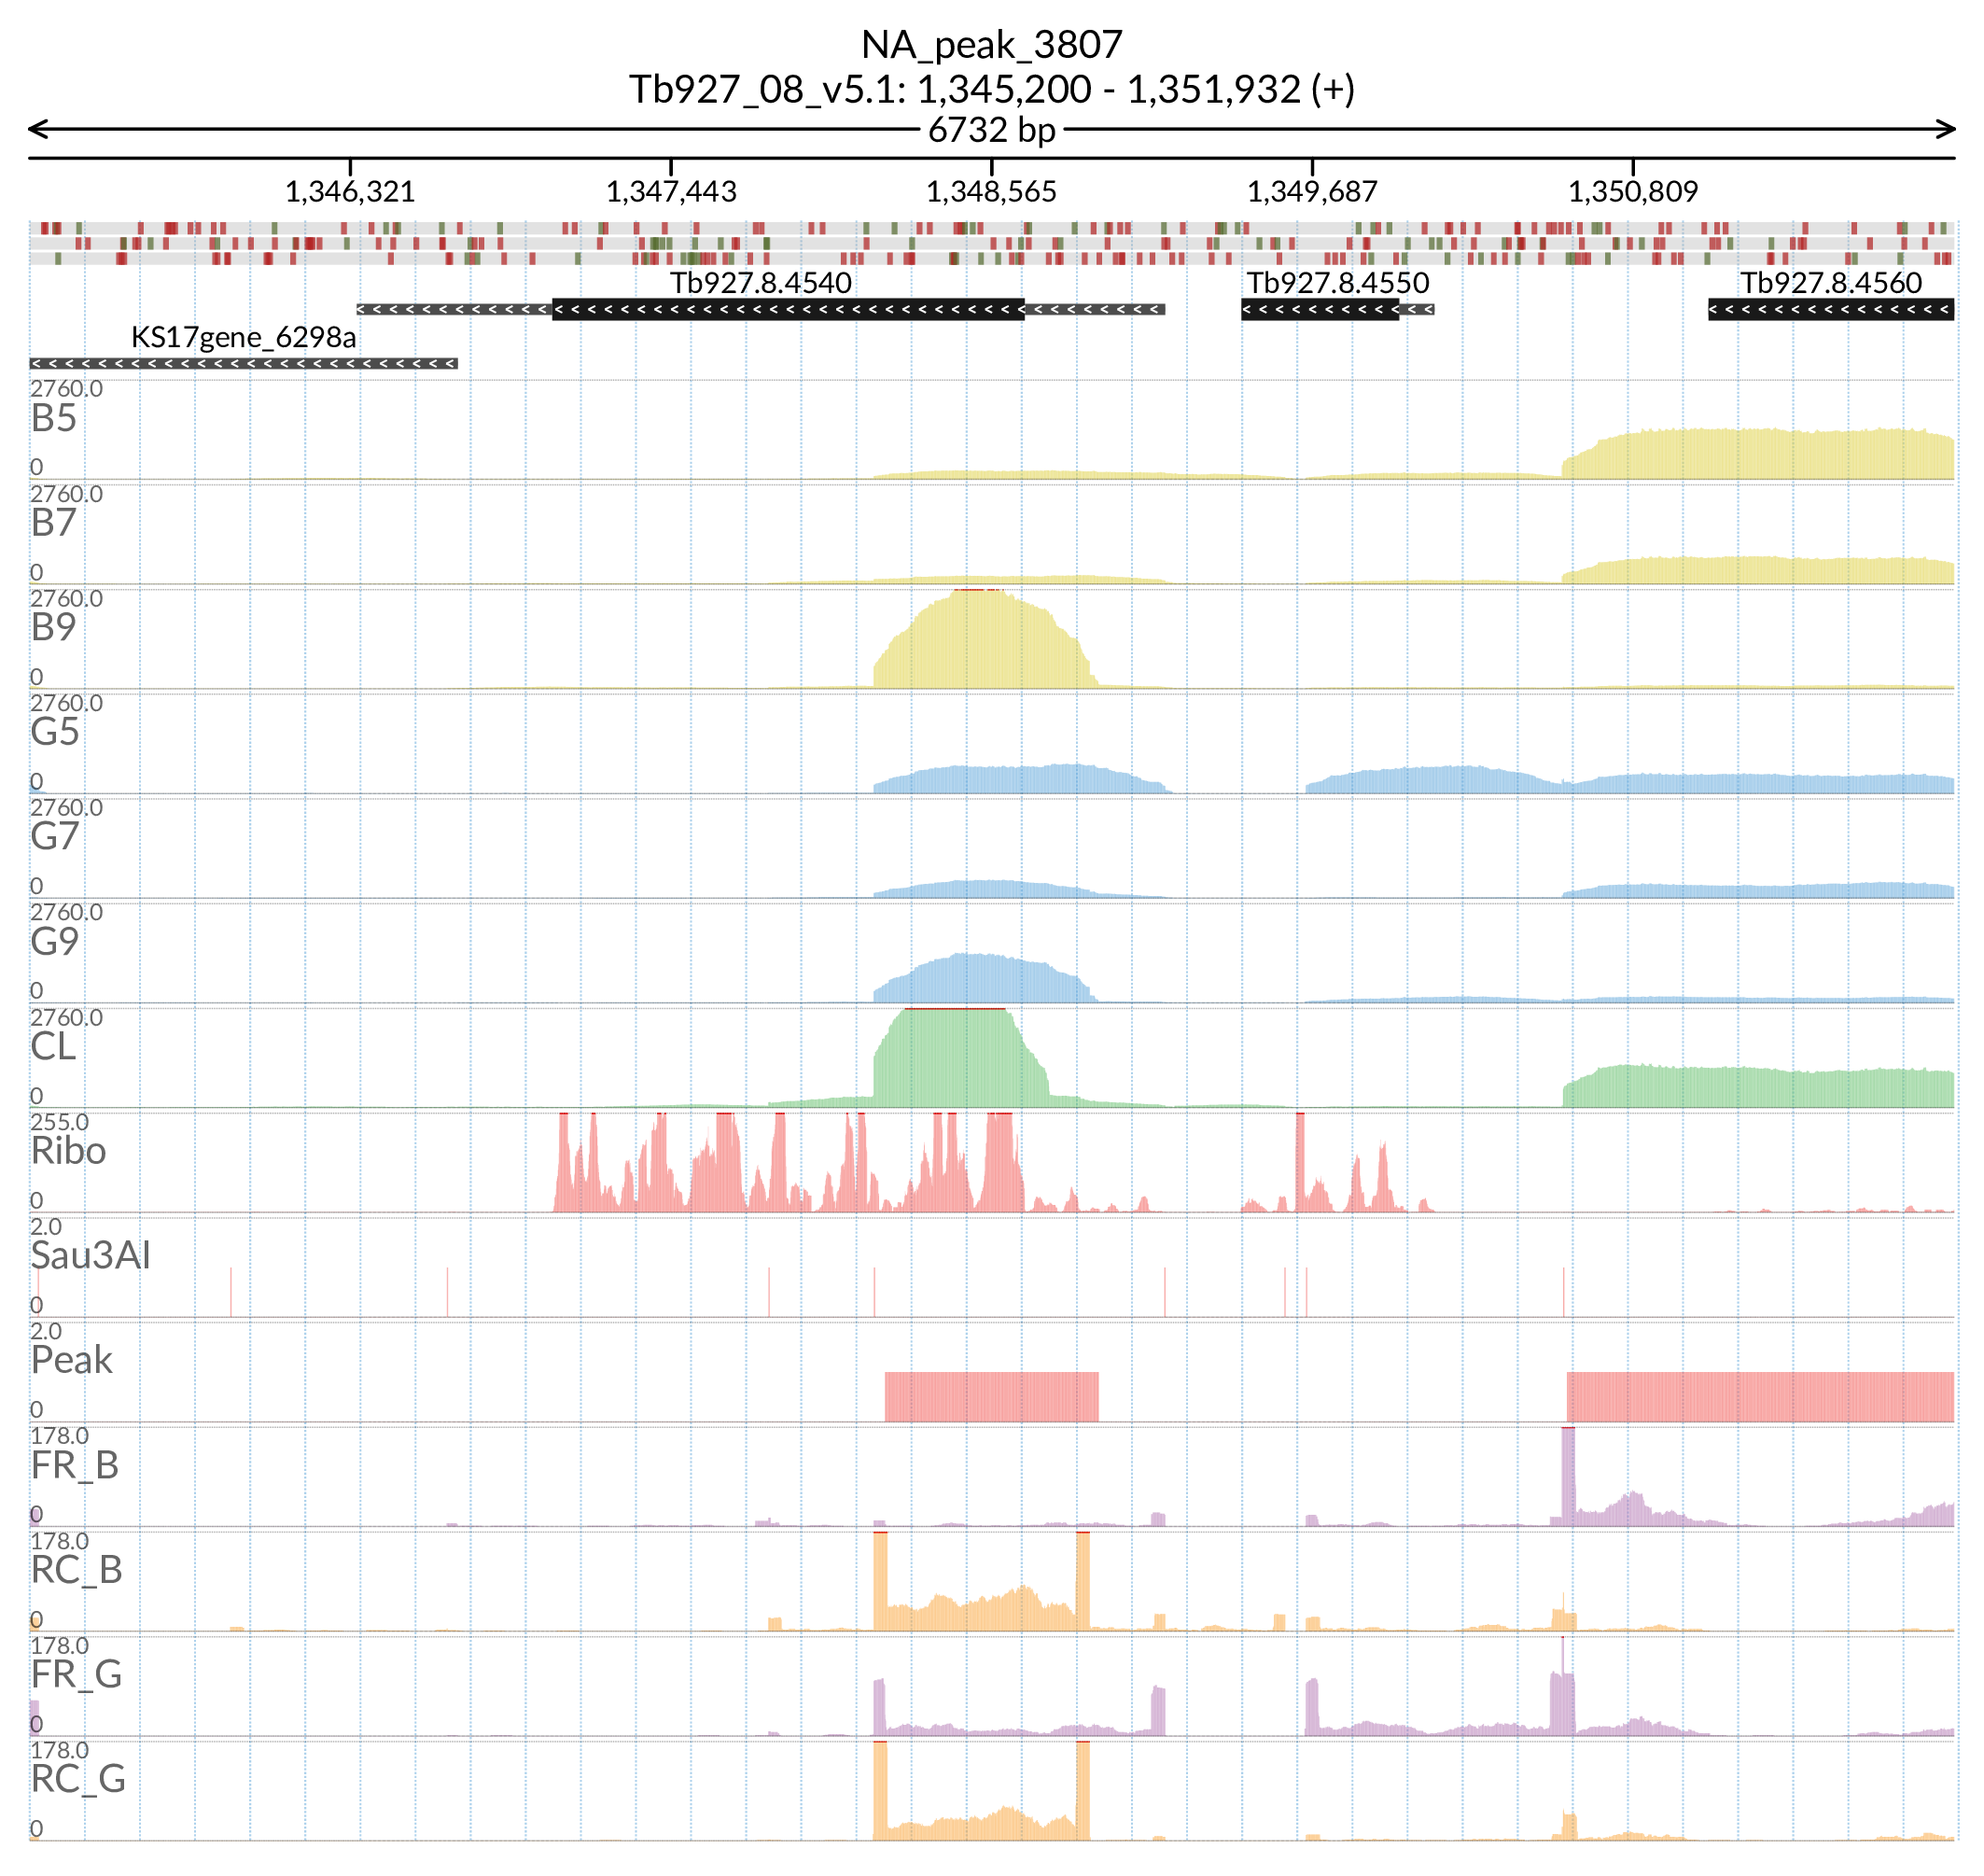 NA_peak_3807
Tb927_08_v5.1: 1,345,200 - 1,351,932 (+)
6732 bp
1,346,321 1,347,443 1,348,565 1,349,687 1,350,809
Tb927.8.4540 Tb927.8.4550 Tb927.8.4560
KS17gene_6298a
2760.0
B5
0
2760.0
B7
0
2760.0
B9
0
2760.0
G5
0
2760.0
G7
0
2760.0
G9
0
2760.0
CL
0
255.0
Ribo
0
2.0
Sau3AI
0
2.0
Peak
0
178.0
FR_B
0
178.0
RC_B
0
178.0
FR_G
0
178.0
RC_G
0